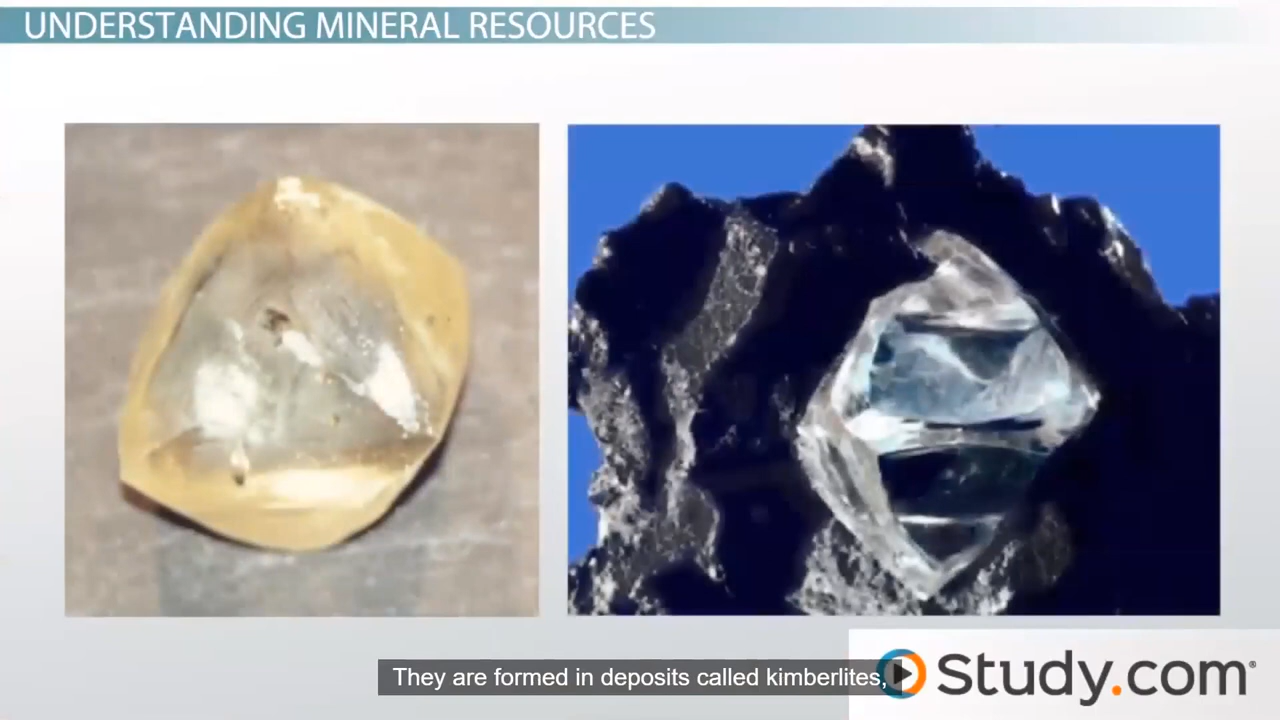 UNDERSTANDING MINERAL RESOURCES
They are formed in deposits called kimberlites,
Study.com®